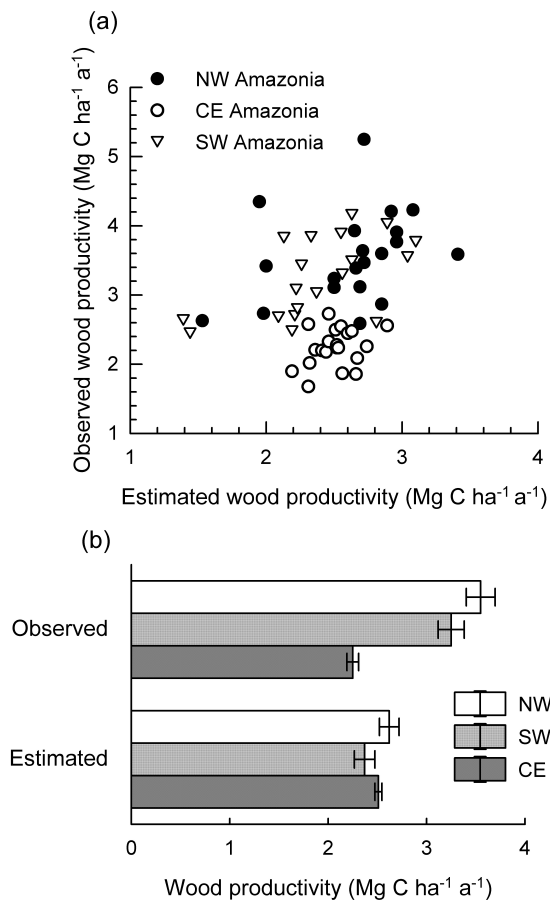 (a)
NW Amazonia
CE Amazonia
SW Amazonia
Observed wood productivity (Mg C ha⁻¹ a⁻¹)
6
5
4
3
2
1
1 2 3 4
Estimated wood productivity (Mg C ha⁻¹ a⁻¹)
(b)
Observed
Estimated
NW
SW
CE
0 1 2 3 4
Wood productivity (Mg C ha⁻¹ a⁻¹)